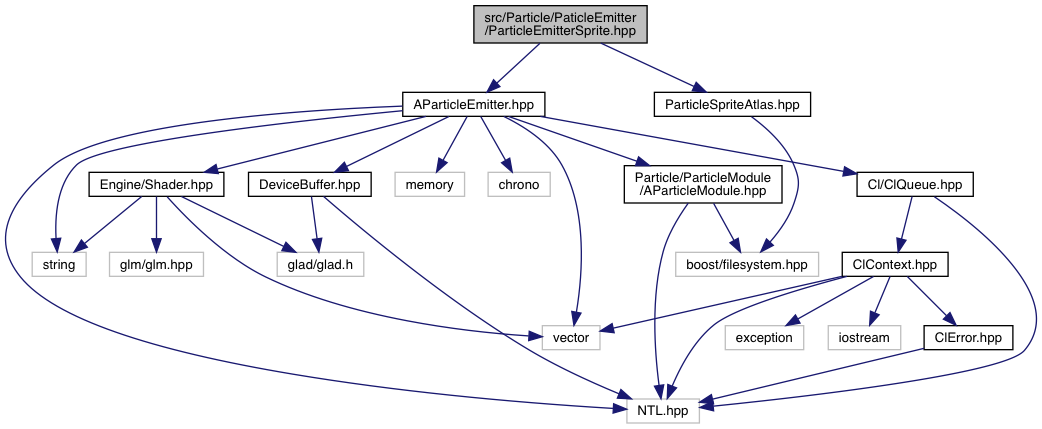 src/Particle/PaticleEmitter
/ParticleEmitterSprite.hpp
AParticleEmitter.hpp
ParticleSpriteAtlas.hpp
Engine/Shader.hpp
DeviceBuffer.hpp
memory
chrono
Particle/ParticleModule
/AParticleModule.hpp
Cl/ClQueue.hpp
string
glm/glm.hpp
glad/glad.h
boost/filesystem.hpp
ClContext.hpp
vector
exception
iostream
ClError.hpp
NTL.hpp